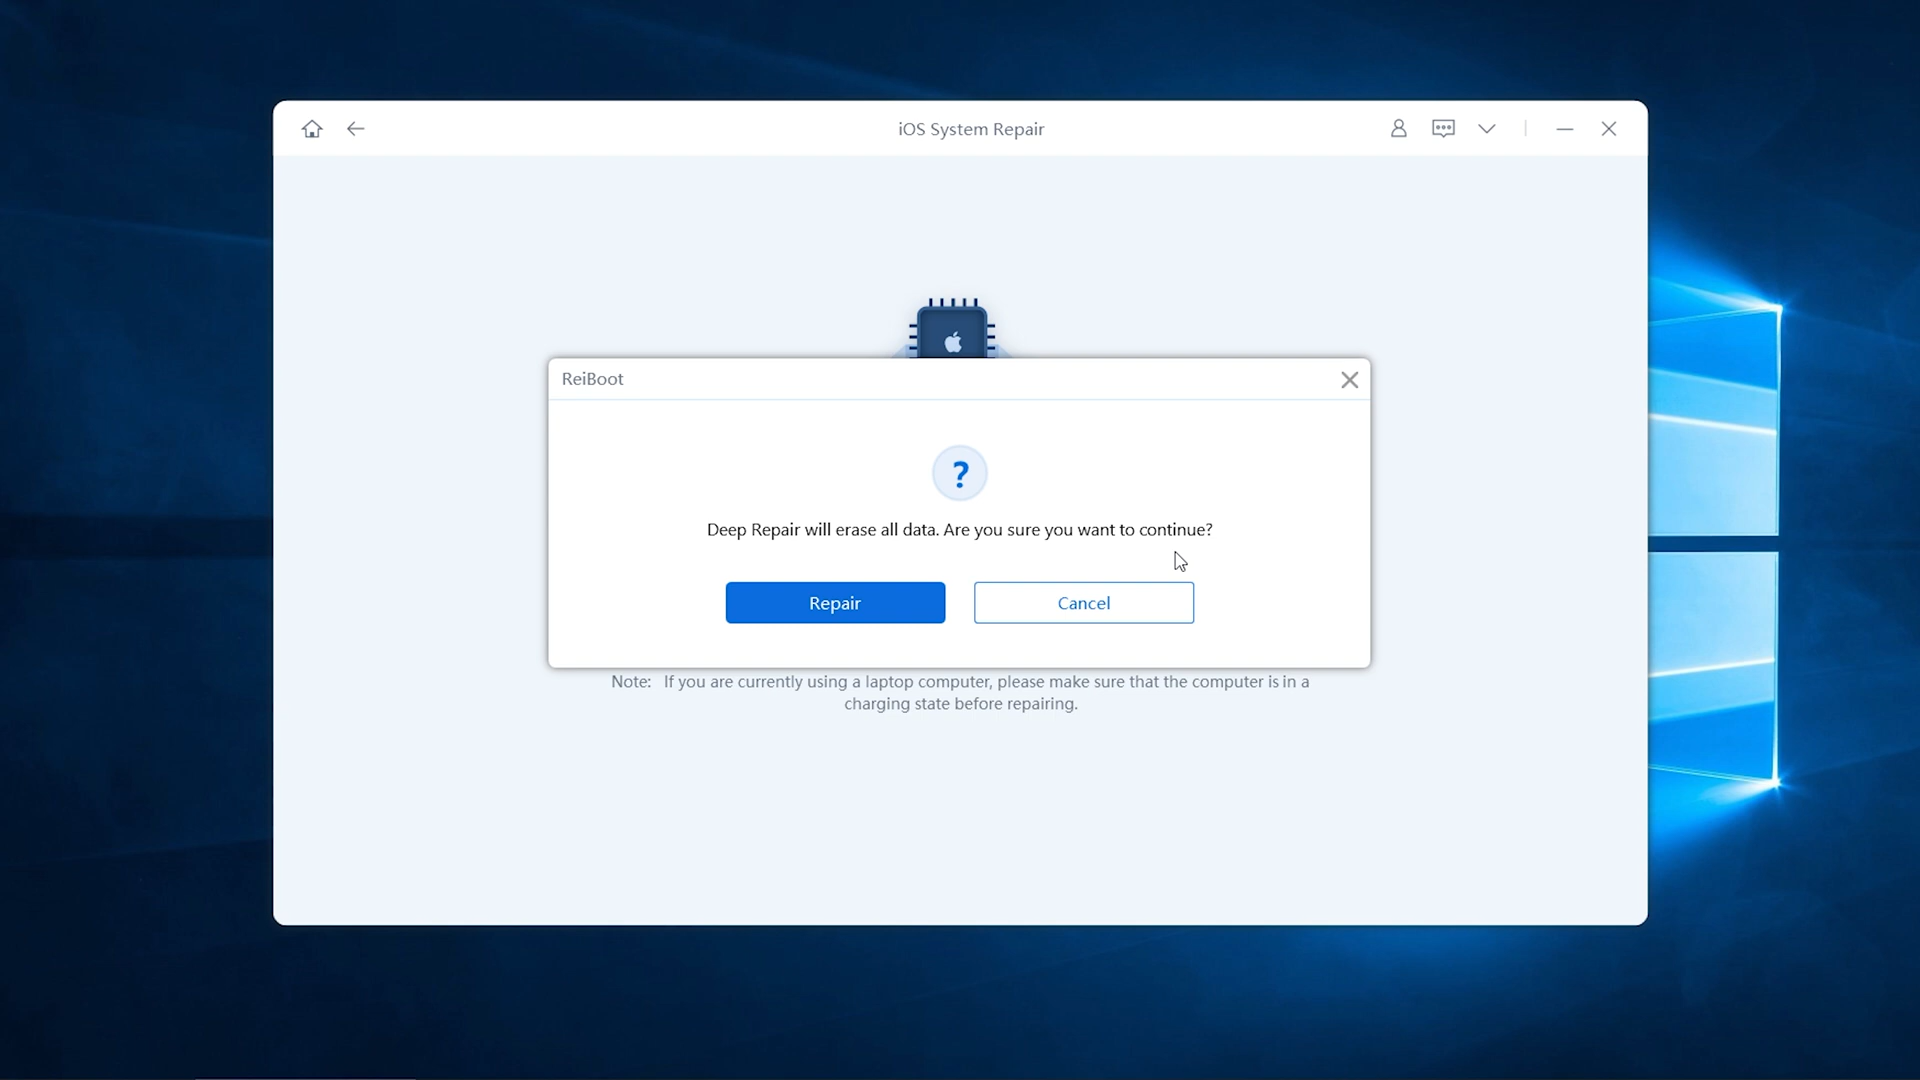 iOS System Repair
ReiBoot
?
Deep Repair will erase all data. Are you sure you want to continue?
Repair
Cancel
Note: If you are currently using a laptop computer, please make sure that the computer is in a
charging state before repairing.